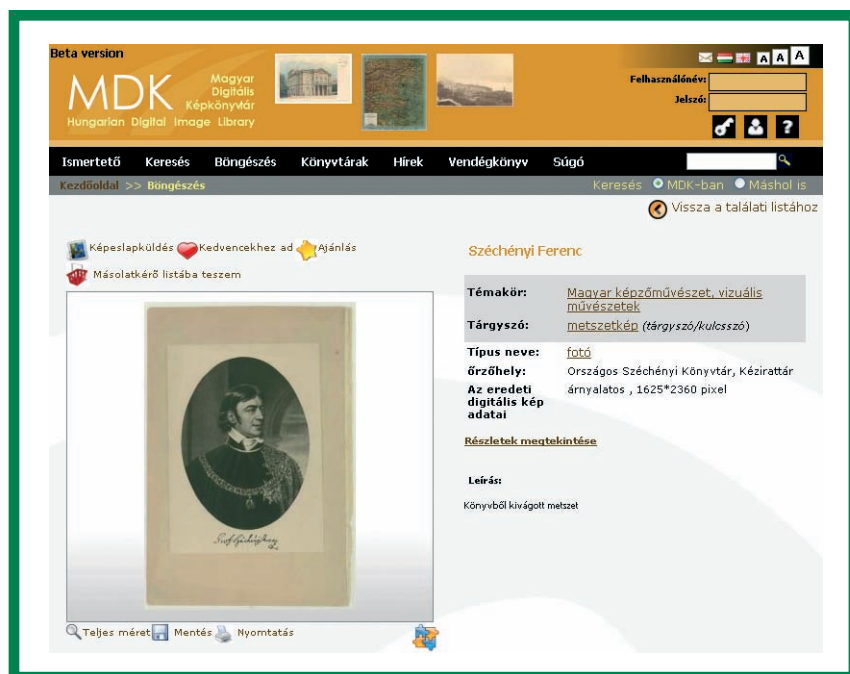 Beta version
MDK
Magyar
Digitális
Képkönyvtár
Hungarian Digital Image Library
A A A
Felhasználónév:
Jelszó:
?
Ismertető Keresés Böngészés Könyvtárak Hírek Vendégkönyv Súgó
Kezdőoldal >> Böngészés
Keresés MDK-ban Máshol is
Vissza a találati listához
Képeslapküldés Kedvencekhez ad Ajánlás
Másolatkérő listába teszem
Széchényi Ferenc
Témakör: Magyar képzőművészet, vizuális
művészetek
Tárgyszó: metszetkép (tárgyszó/kulcsszó)
Típus neve: fotó
őrzőhely: Országos Széchényi Könyvtár, Kézirattár
Az eredeti árnyalatos , 1625*2360 pixel
digitális kép
adatai
Részletek megtekintése
Leírás:
Könyvből kivágott metszet
Teljes méret Mentés Nyomtatás